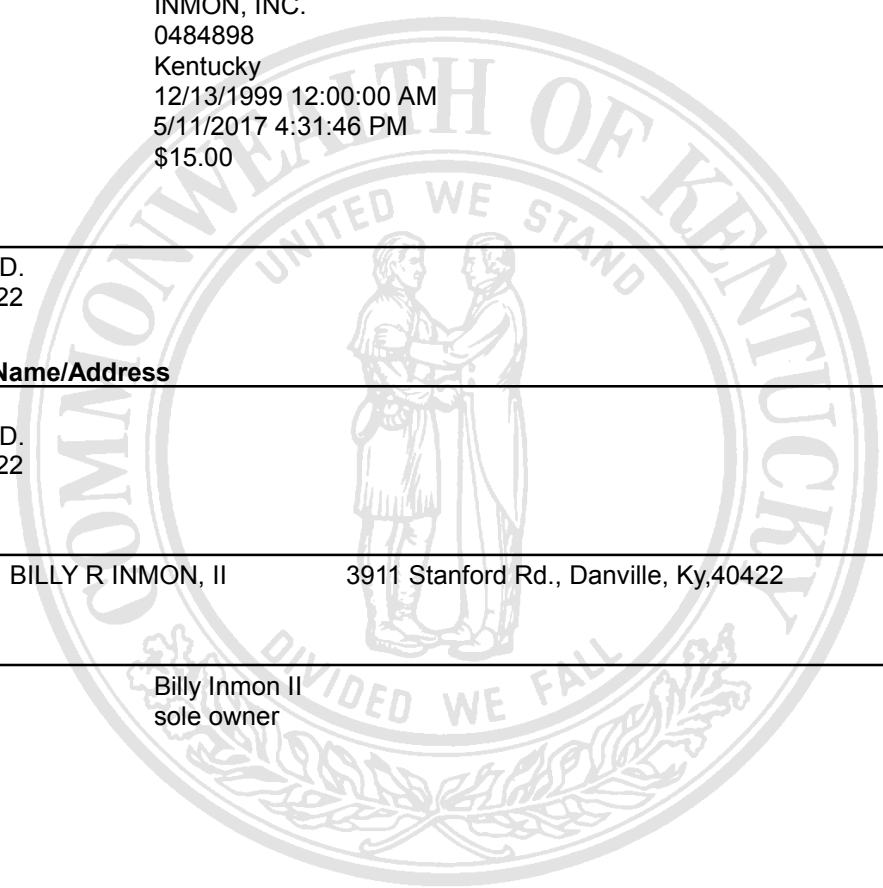 INMON, INC.
0484898
Kentucky
12/13/1999 12:00:00 AM
5/11/2017 4:31:46 PM
$15.00
D.
22
Name/Address
D.
22
BILLY R INMON, II 3911 Stanford Rd., Danville, Ky,40422
Billy Inmon II
sole owner
COMMONWEALTH OF KENTUCKY
UNITED WE STAND
DIVIDED WE FALL